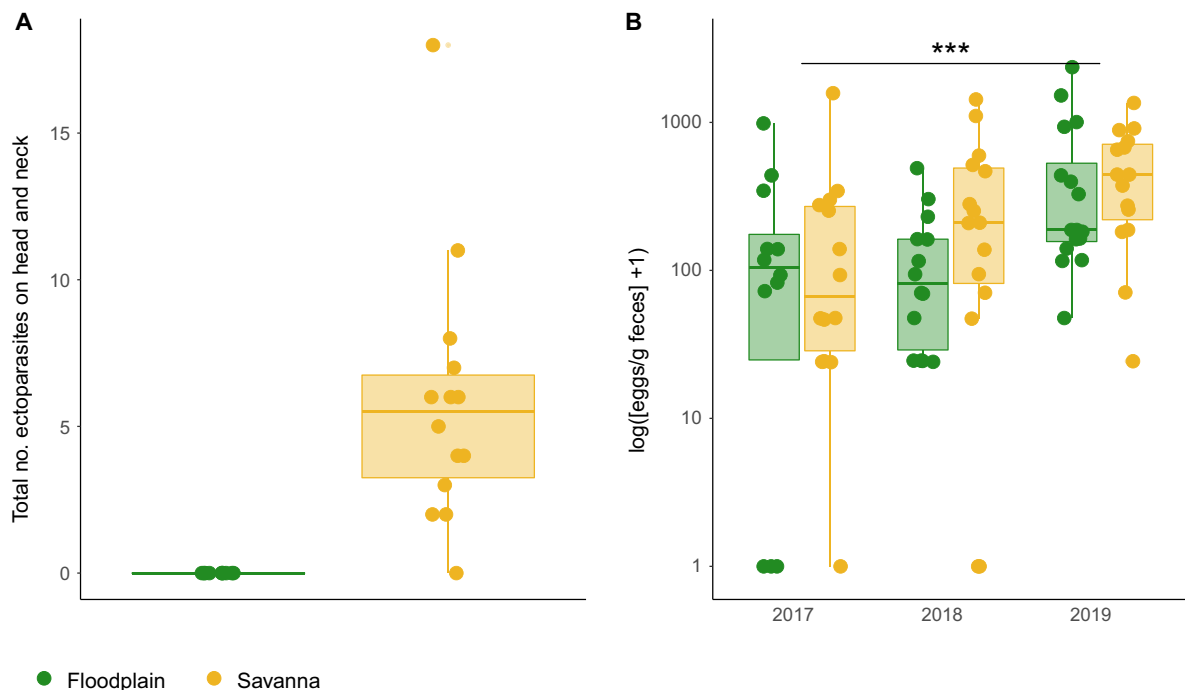 A
Total no. ectoparasites on head and neck
15
10
5
0
B
***
log([eggs/g feces] +1)
1000
100
10
1
2017 2018 2019
Floodplain Savanna